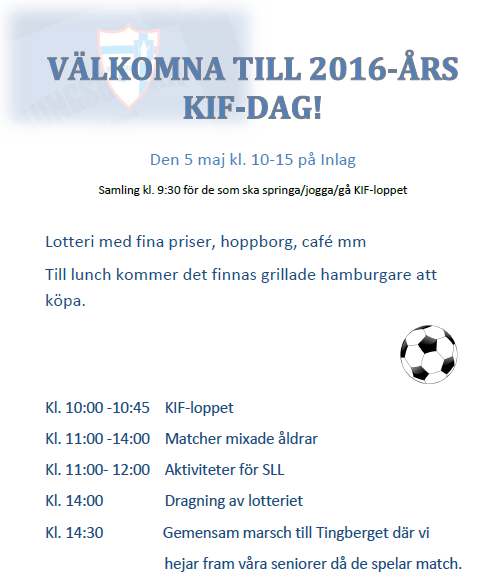 VÄLKOMNA TILL 2016-ÅRS
KIF-DAG!
Den 5 maj kl. 10-15 på Inlag
Samling kl. 9:30 för de som ska springa/jogga/gå KIF-loppet
Lotteri med fina priser, hoppborg, café mm
Till lunch kommer det finnas grillade hamburgare att
köpa.
Kl. 10:00 -10:45 KIF-loppet
Kl. 11:00 -14:00 Matcher mixade åldrar
Kl. 11:00- 12:00 Aktiviteter för SLL
Kl. 14:00 Dragning av lotteriet
Kl. 14:30 Gemensam marsch till Tingberget där vi
hejar fram våra seniorer då de spelar match.